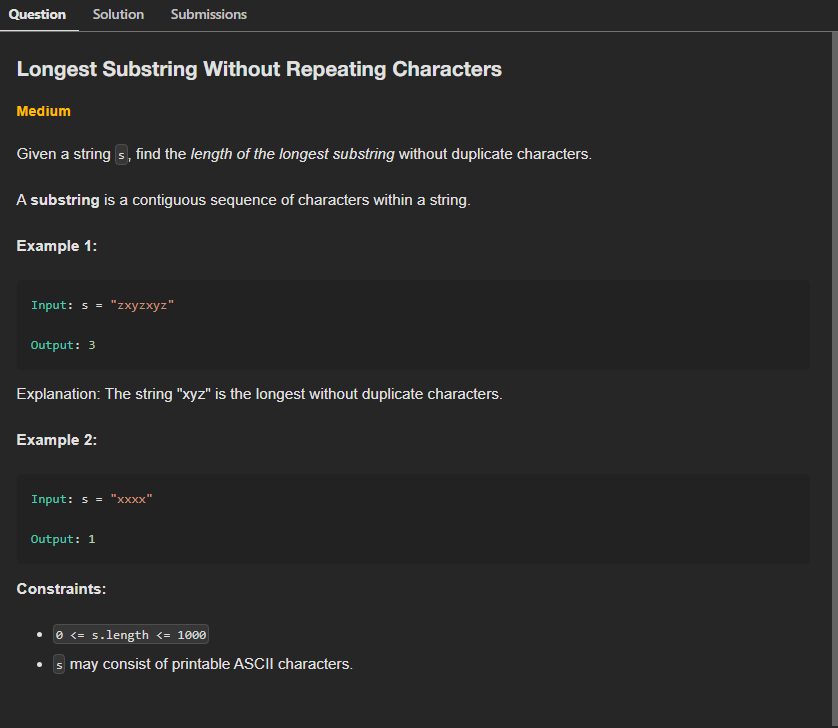 Question Solution Submissions
Longest Substring Without Repeating Characters
Medium
Given a string s, find the length of the longest substring without duplicate characters.
A substring is a contiguous sequence of characters within a string.
Example 1:
Input: s = "zxyzxyz"
Output: 3
Explanation: The string "xyz" is the longest without duplicate characters.
Example 2:
Input: s = "xxxx"
Output: 1
Constraints:
• 0 <= s.length <= 1000
• s may consist of printable ASCII characters.